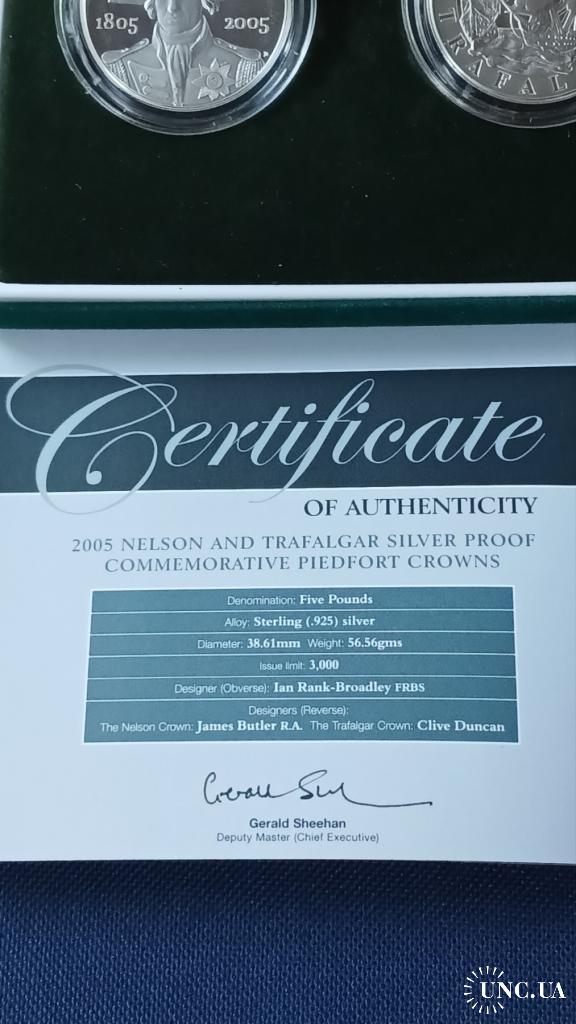 1805 2005
TRAFAL
Certificate
OF AUTHENTICITY
2005 NELSON AND TRAFALGAR SILVER PROOF
COMMEMORATIVE PIEDFORT CROWNS
Denomination: Five Pounds
Alloy: Sterling (.925) silver
Diameter: 38.61mm Weight: 56.56gms
Issue limit: 3,000
Designer (Obverse): Ian Rank-Broadley FRBS
Designers (Reverse):
The Nelson Crown: James Butler R.A. The Trafalgar Crown: Clive Duncan
Gerald Sheehan
Deputy Master (Chief Executive)
UNC.UA